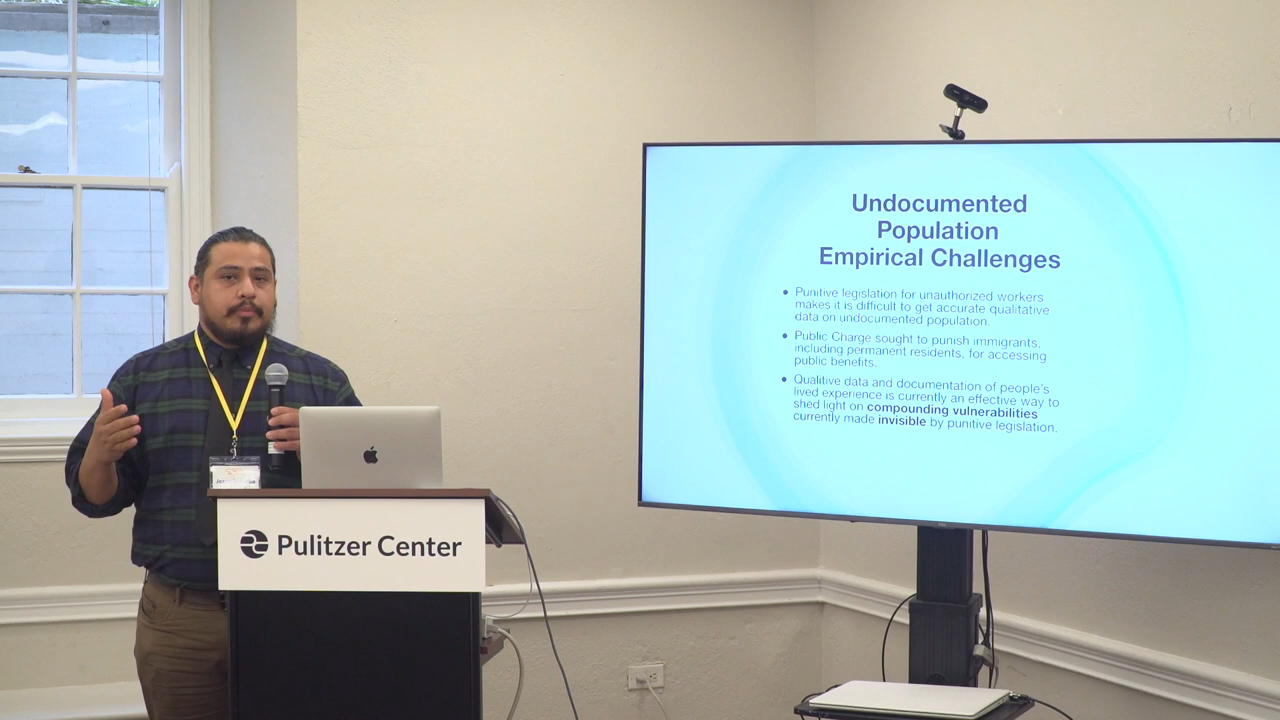 Undocumented
Population
Empirical Challenges
• Punitive legislation for unauthorized workers
makes it is difficult to get accurate qualitative
data on undocumented population.
• Public Charge sought to punish immigrants,
including permanent residents, for accessing
public benefits.
• Qualitive data and documentation of people's
lived experience is currently an effective way to
shed light on compounding vulnerabilities
currently made invisible by punitive legislation.
Pulitzer Center